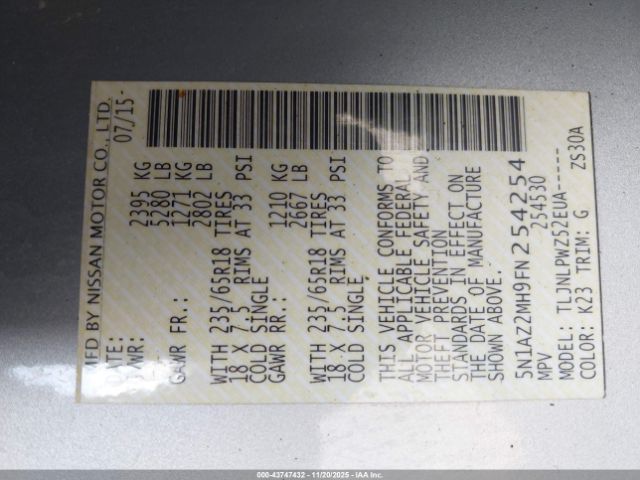 MFD BY NISSAN MOTOR CO., LTD.
DATE: 07/15
GVWR: 2395 KG
5280 LB
GAWR FR.: 1271 KG
2802 LB
WITH 235/65R18 TIRES
18 X 7.5 RIMS AT 33 PSI
COLD SINGLE
GAWR RR.: 1210 KG
2667 LB
WITH 235/65R18 TIRES
18 X 7.5 RIMS AT 33 PSI
COLD SINGLE
THIS VEHICLE CONFORMS TO
ALL APPLICABLE FEDERAL
MOTOR VEHICLE SAFETY AND
THEFT PREVENTION
STANDARDS IN EFFECT ON
THE DATE OF MANUFACTURE
SHOWN ABOVE.
5N1AZ2MH9FN254254
MPV 254530
MODEL: TLJNLPWZ52EUA-----
COLOR: K23 TRIM: G ZS30A
000-43747432 - 11/20/2025 - IAA Inc.